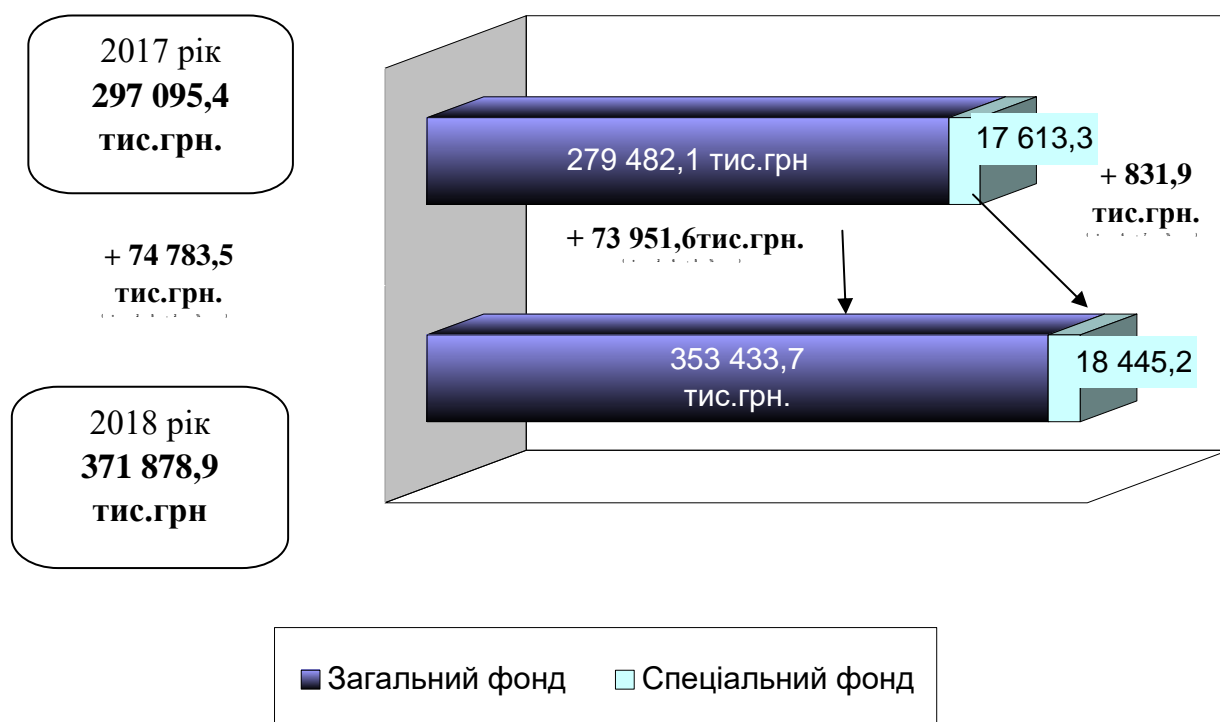 2017 рік
297 095,4
тис.грн.
279 482,1 тис.грн
17 613,3
+ 831,9
тис.грн.
+ 73 951,6тис.грн.
+ 74 783,5
тис.грн.
353 433,7
тис.грн.
18 445,2
2018 рік
371 878,9
тис.грн
Загальний фонд
Спеціальний фонд